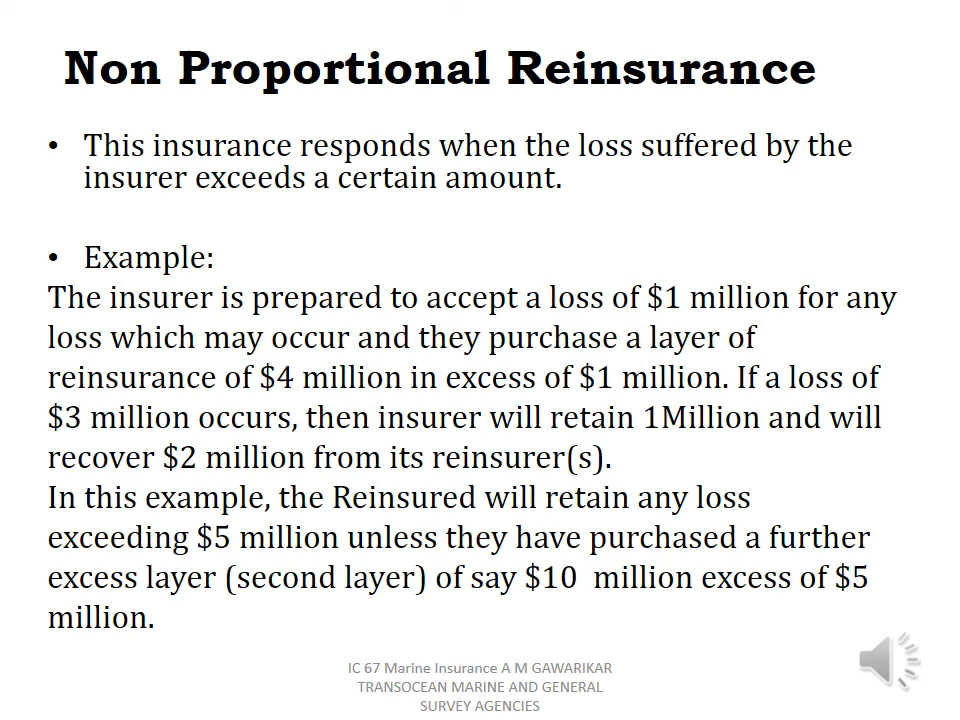 Non Proportional Reinsurance
• This insurance responds when the loss suffered by the
insurer exceeds a certain amount.
• Example:
The insurer is prepared to accept a loss of $1 million for any
loss which may occur and they purchase a layer of
reinsurance of $4 million in excess of $1 million. If a loss of
$3 million occurs, then insurer will retain 1Million and will
recover $2 million from its reinsurer(s).
In this example, the Reinsured will retain any loss
exceeding $5 million unless they have purchased a further
excess layer (second layer) of say $10  million excess of $5
million.
IC 67 Marine Insurance A M GAWARIKAR
TRANSOCEAN MARINE AND GENERAL
SURVEY AGENCIES